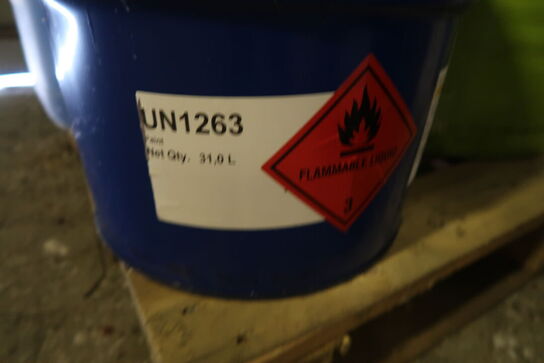 UN1263
Paint
Net Qty. 31,0 L
FLAMMABLE LIQUID
3